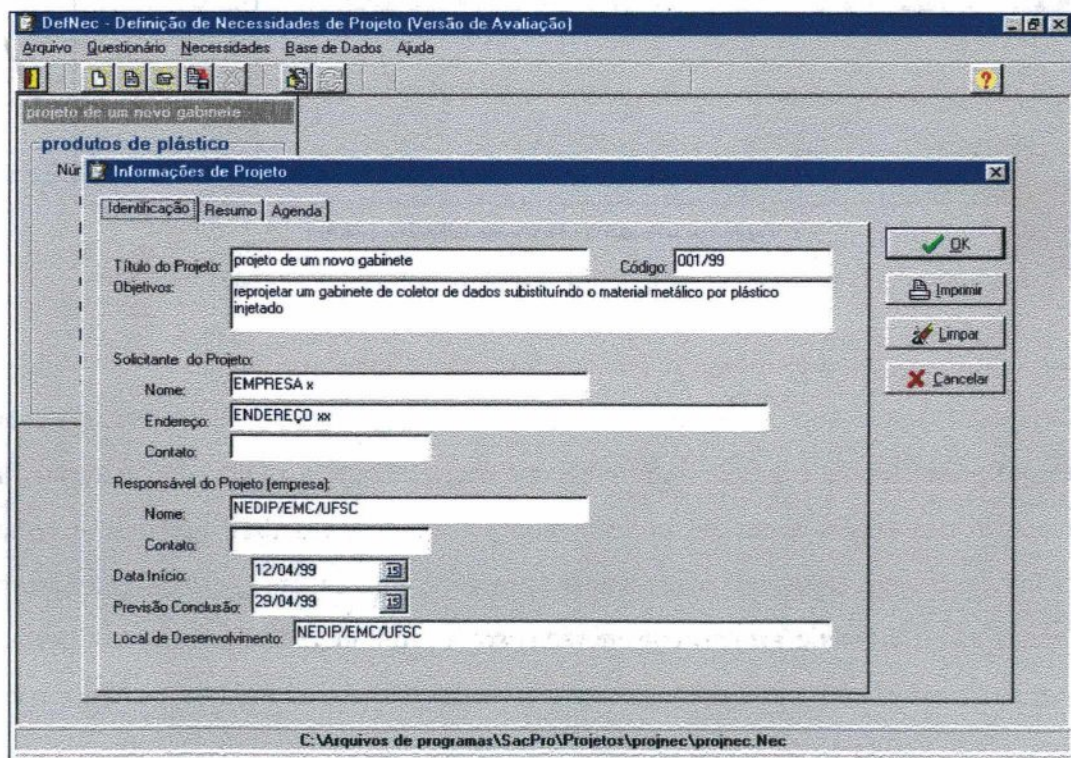 DefNec - Definição de Necessidades de Projeto (Versão de Avaliação)
Arquivo Questionário Necessidades Base de Dados Ajuda
projeto de um novo gabinete
produtos de plástico
Núr
Informações de Projeto
Identificação Resumo Agenda
Título do Projeto: projeto de um novo gabinete Código: 001/99
Objetivos: reprojetar um gabinete de coletor de dados subistituíndo o material metálico por plástico
injetado
Solicitante do Projeto:
Nome: EMPRESA x
Endereço: ENDEREÇO xx
Contato:
Responsável do Projeto (empresa):
Nome: NEDIP/EMC/UFSC
Contato:
Data Início: 12/04/99 15
Previsão Conclusão: 29/04/99 15
Local de Desenvolvimento: NEDIP/EMC/UFSC
OK
Imprimir
Limpar
Cancelar
C:\Arquivos de programas\SacPro\Projetos\projnec\projnec.Nec